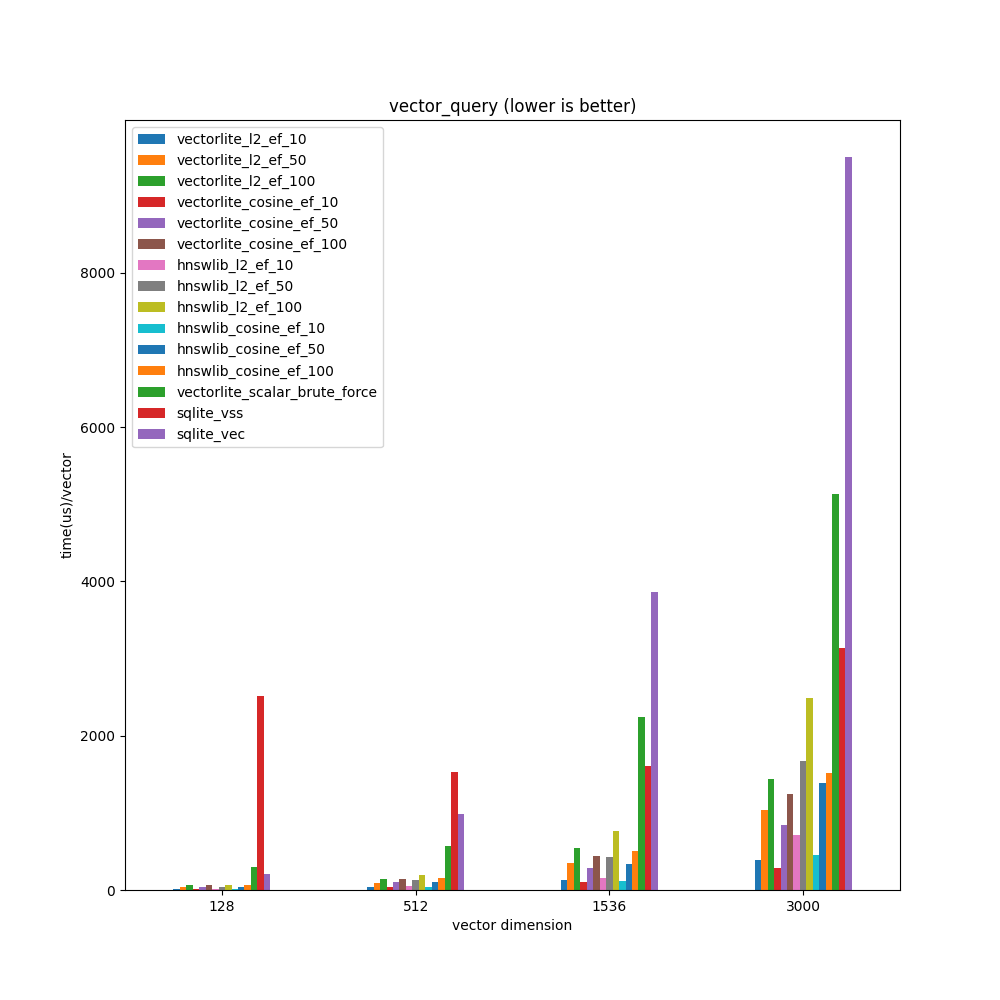 vector_query (lower is better)
vectorlite_l2_ef_10
vectorlite_l2_ef_50
vectorlite_l2_ef_100
vectorlite_cosine_ef_10
vectorlite_cosine_ef_50
vectorlite_cosine_ef_100
hnswlib_l2_ef_10
hnswlib_l2_ef_50
hnswlib_l2_ef_100
hnswlib_cosine_ef_10
hnswlib_cosine_ef_50
hnswlib_cosine_ef_100
vectorlite_scalar_brute_force
sqlite_vss
sqlite_vec
8000
6000
4000
2000
0
time(us)/vector
128
512
1536
3000
vector dimension